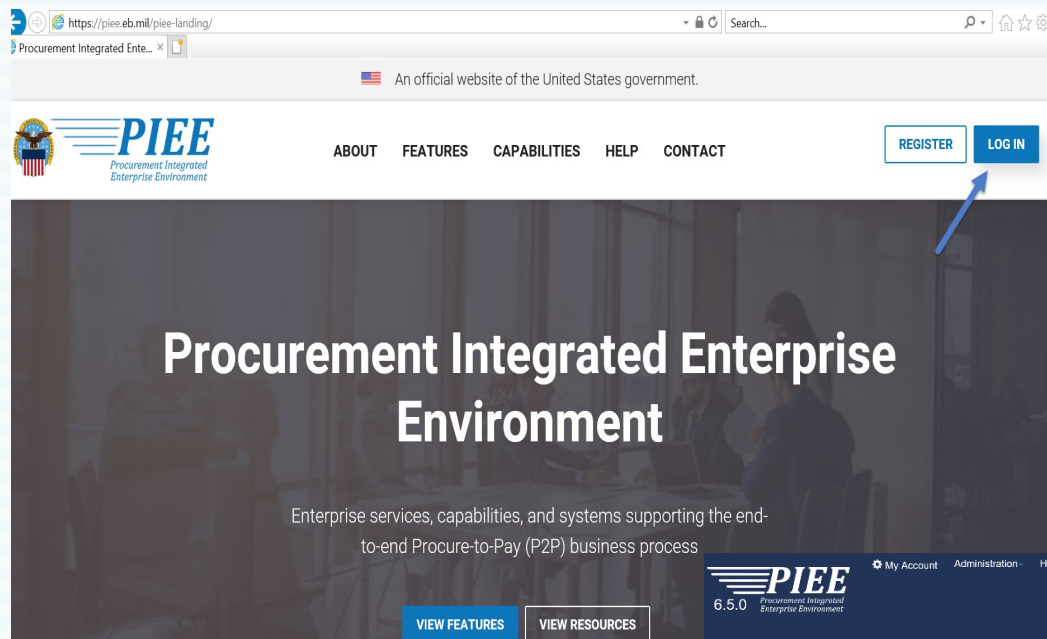 https://piee.eb.mil/piee-landing/
Search...
Procurement Integrated Ente...
An official website of the United States government.
PIEE
Procurement Integrated
Enterprise Environment
ABOUT FEATURES CAPABILITIES HELP CONTACT
REGISTER LOG IN
Procurement Integrated Enterprise
Environment
Enterprise services, capabilities, and systems supporting the end-
to-end Procure-to-Pay (P2P) business process
VIEW FEATURES VIEW RESOURCES
PIEE
6.5.0 Procurement Integrated
Enterprise Environment
My Account Administration H